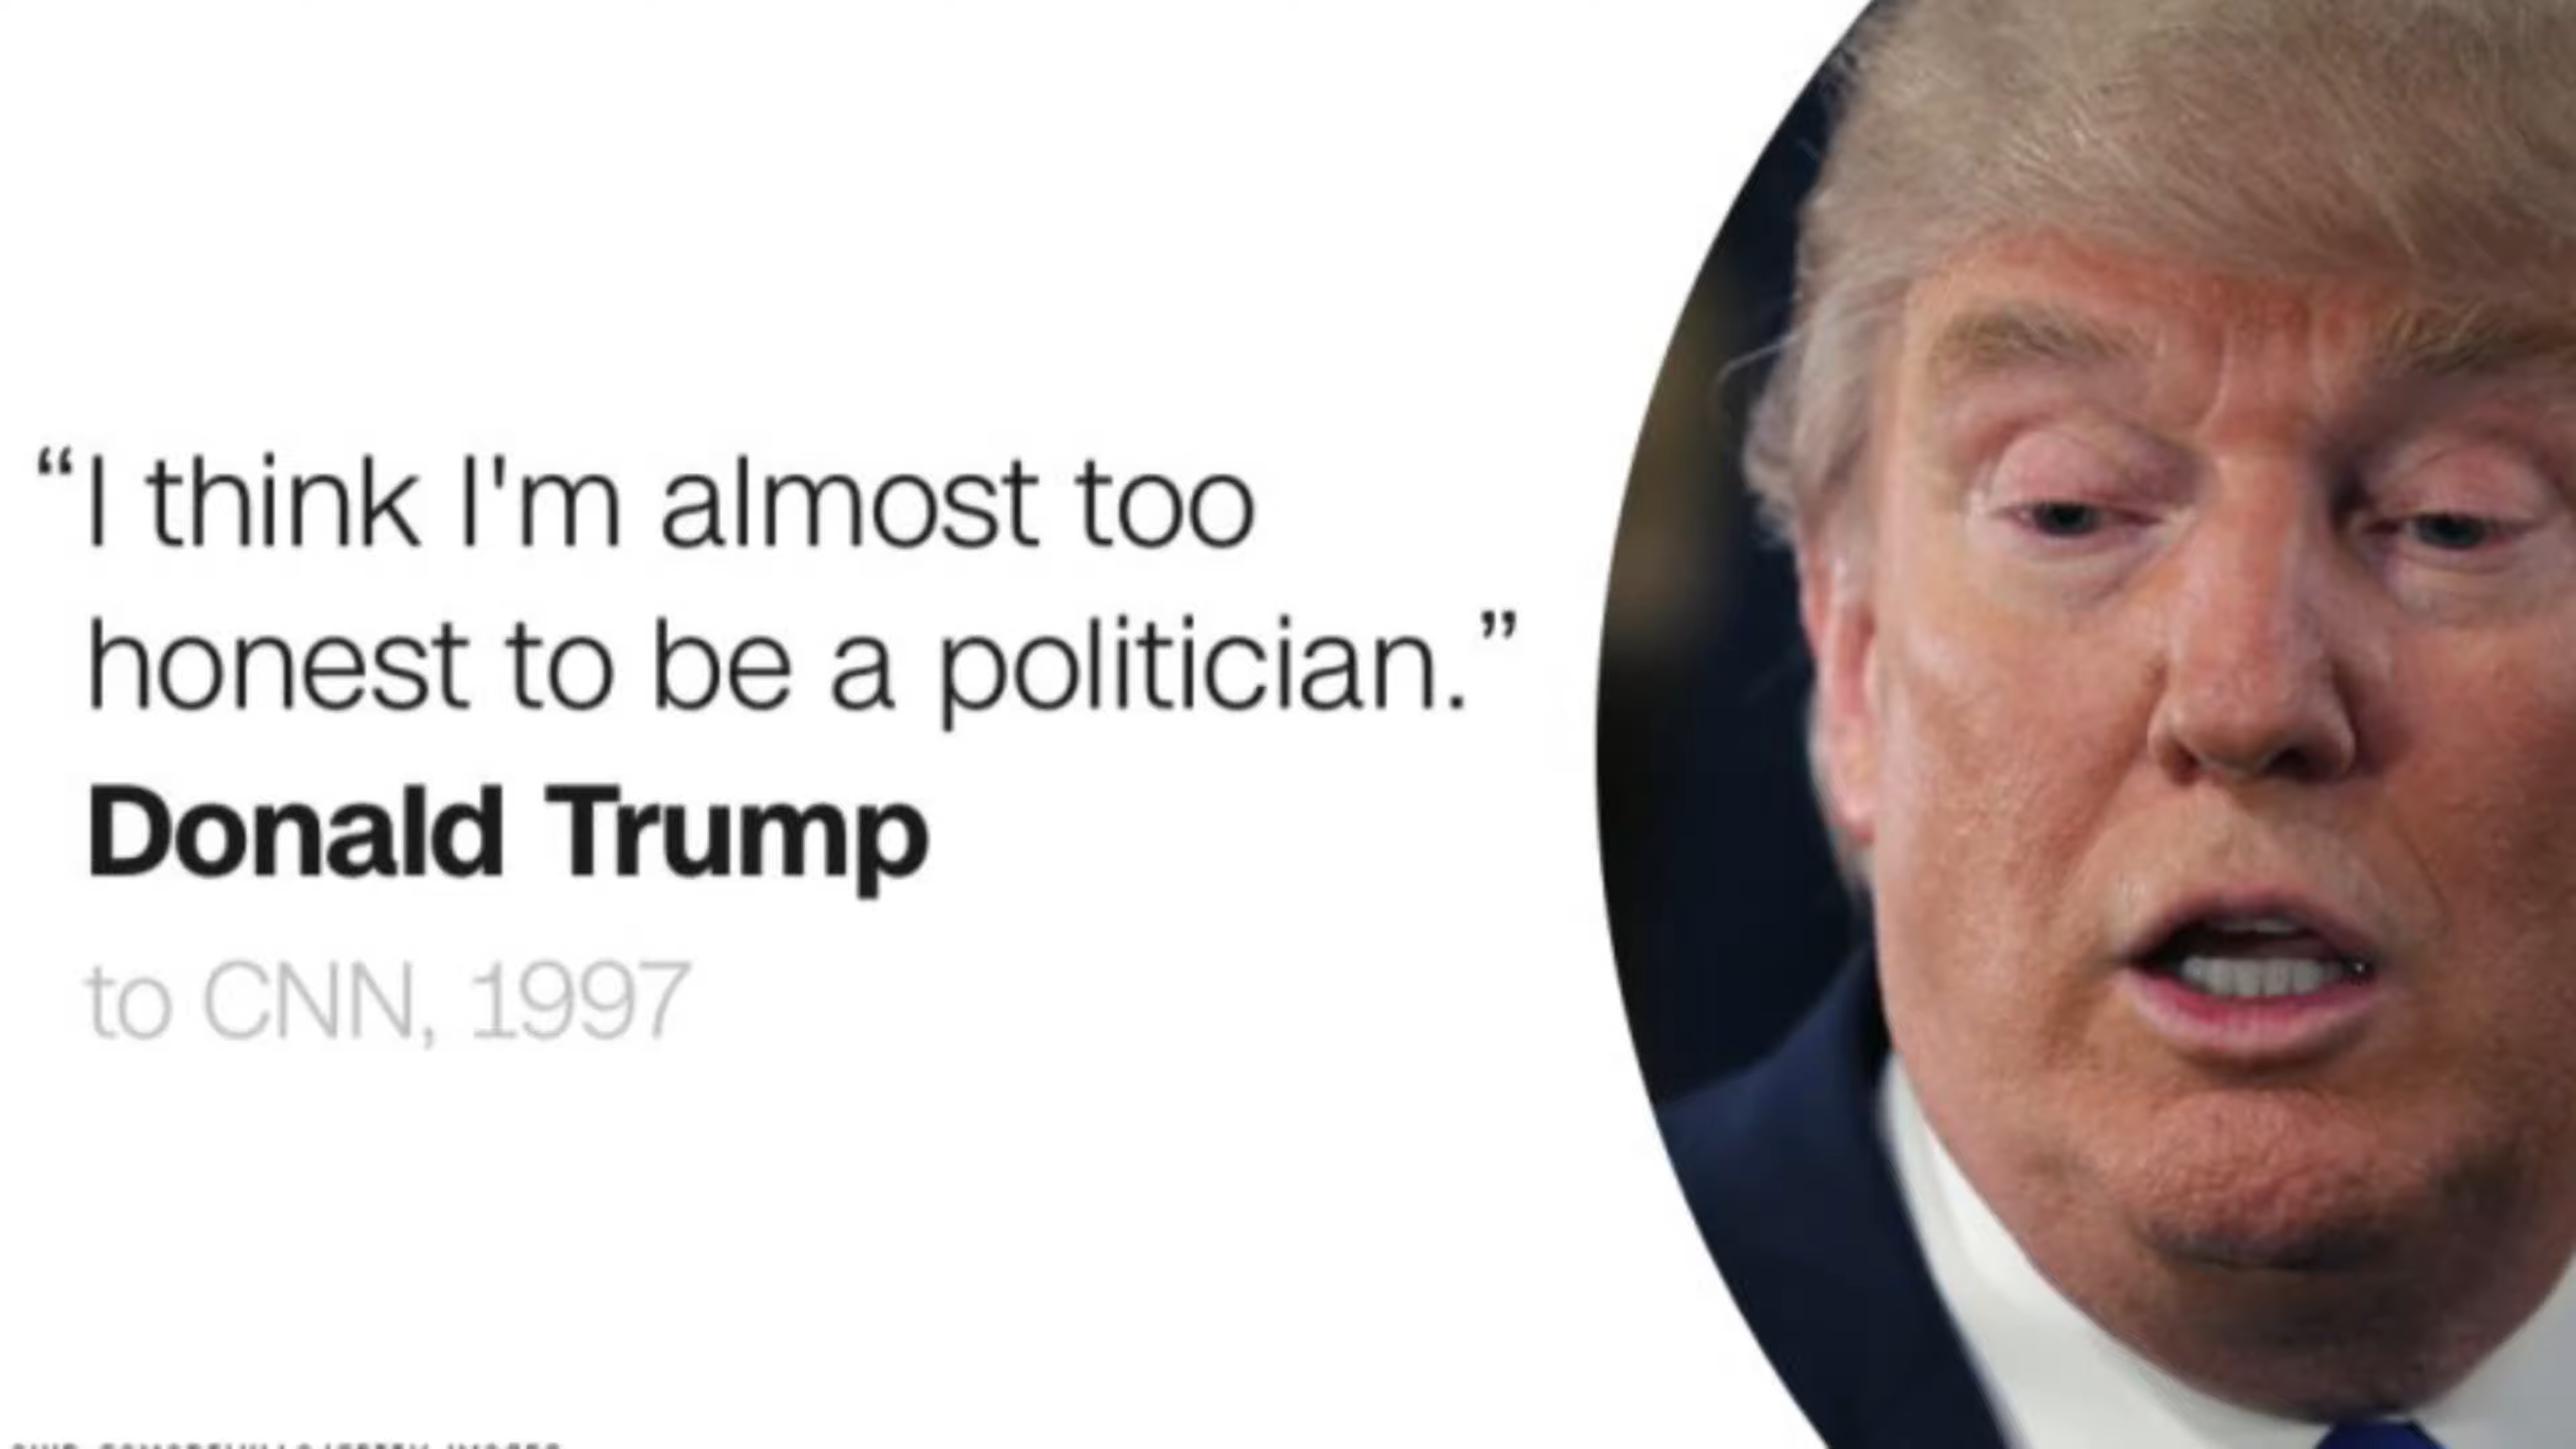 “I think I'm almost too
honest to be a politician.”
Donald Trump
to CNN, 1997